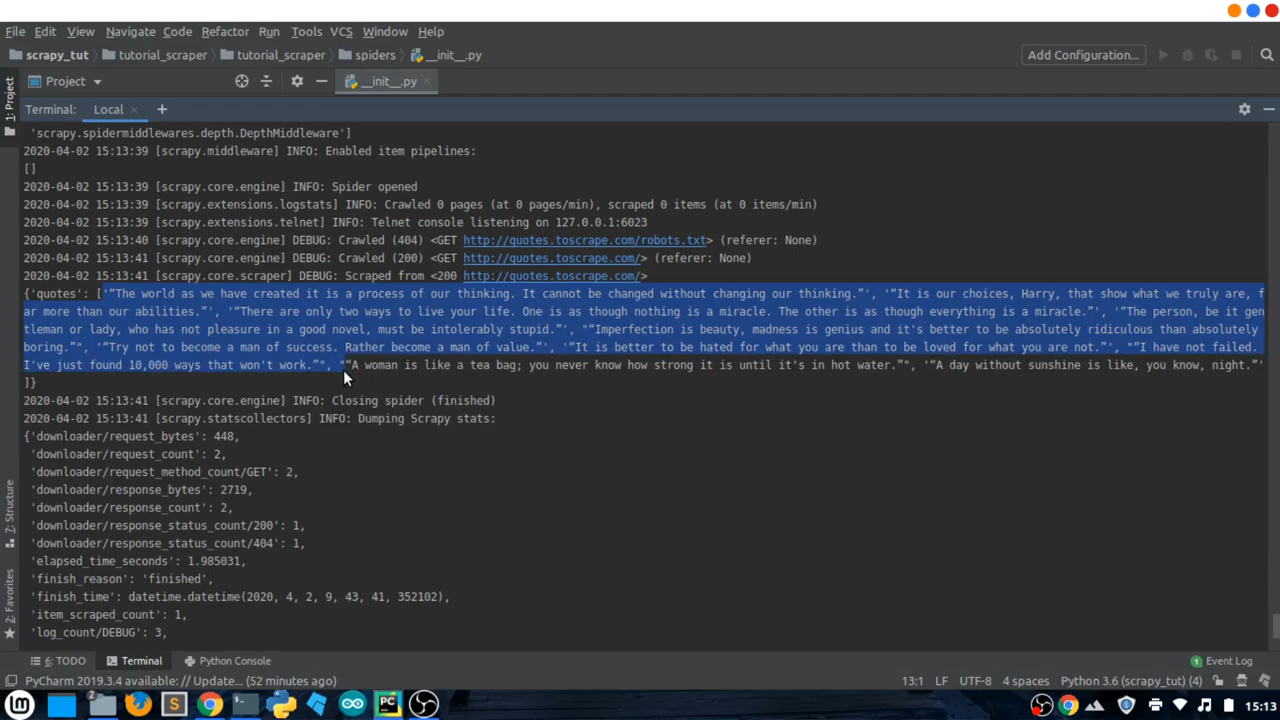 File Edit View Navigate Code Refactor Run Tools VCS Window Help
scrapy_tut tutorial_scraper tutorial_scraper spiders __init__.py Add Configuration...
1: Project
Project __init__.py
Terminal: Local +
'scrapy.spidermiddlewares.depth.DepthMiddleware']
2020-04-02 15:13:39 [scrapy.middleware] INFO: Enabled item pipelines:
[]
2020-04-02 15:13:39 [scrapy.core.engine] INFO: Spider opened
2020-04-02 15:13:39 [scrapy.extensions.logstats] INFO: Crawled 0 pages (at 0 pages/min), scraped 0 items (at 0 items/min)
2020-04-02 15:13:39 [scrapy.extensions.telnet] INFO: Telnet console listening on 127.0.0.1:6023
2020-04-02 15:13:40 [scrapy.core.engine] DEBUG: Crawled (404) <GET http://quotes.toscrape.com/robots.txt> (referer: None)
2020-04-02 15:13:41 [scrapy.core.engine] DEBUG: Crawled (200) <GET http://quotes.toscrape.com/> (referer: None)
2020-04-02 15:13:41 [scrapy.core.scraper] DEBUG: Scraped from <200 http://quotes.toscrape.com/>
{'quotes': ['“The world as we have created it is a process of our thinking. It cannot be changed without changing our thinking.”', '“It is our choices, Harry, that show what we truly are, f
ar more than our abilities.”', '“There are only two ways to live your life. One is as though nothing is a miracle. The other is as though everything is a miracle.”', '“The person, be it gen
tleman or lady, who has not pleasure in a good novel, must be intolerably stupid.”', "“Imperfection is beauty, madness is genius and it's better to be absolutely ridiculous than absolutely
boring.”", '“Try not to become a man of success. Rather become a man of value.”', '“It is better to be hated for what you are than to be loved for what you are not.”', "“I have not failed.
I've just found 10,000 ways that won't work.”", "“A woman is like a tea bag; you never know how strong it is until it's in hot water.”", '“A day without sunshine is like, you know, night.”'
]}
2020-04-02 15:13:41 [scrapy.core.engine] INFO: Closing spider (finished)
2020-04-02 15:13:41 [scrapy.statscollectors] INFO: Dumping Scrapy stats:
{'downloader/request_bytes': 448,
'downloader/request_count': 2,
'downloader/request_method_count/GET': 2,
'downloader/response_bytes': 2719,
'downloader/response_count': 2,
'downloader/response_status_count/200': 1,
'downloader/response_status_count/404': 1,
'elapsed_time_seconds': 1.985031,
'finish_reason': 'finished',
'finish_time': datetime.datetime(2020, 4, 2, 9, 43, 41, 352102),
'item_scraped_count': 1,
'log_count/DEBUG': 3,
7: Structure
2: Favorites
6: TODO Terminal Python Console 1 Event Log
PyCharm 2019.3.4 available: // Update... (52 minutes ago) 13:1 LF UTF-8 4 spaces Python 3.6 (scrapy_tut) (4)
2 PC 15:13